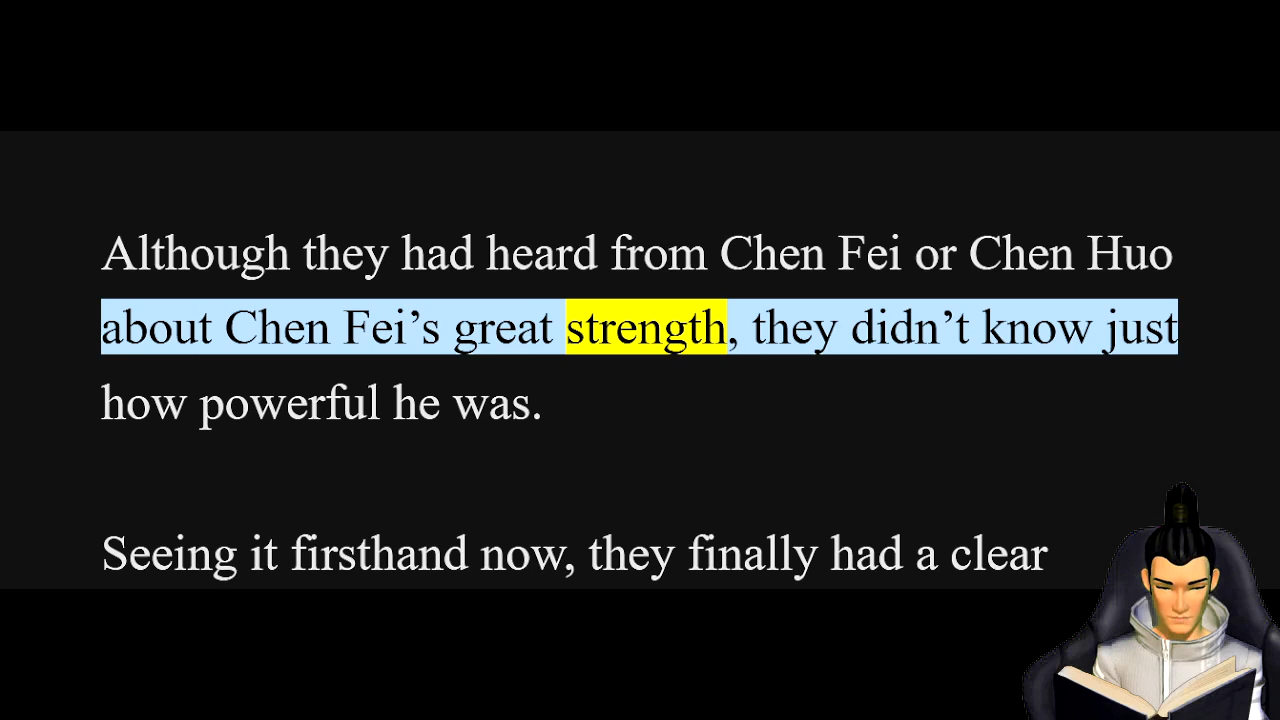 Although they had heard from Chen Fei or Chen Huo
about Chen Fei’s great strength, they didn’t know just
how powerful he was.
Seeing it firsthand now, they finally had a clear